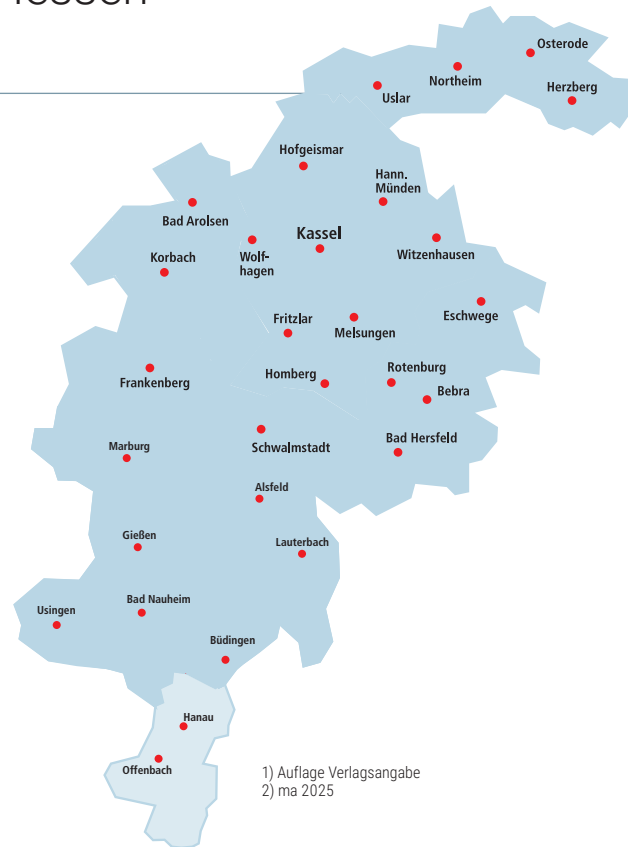 Osterode
Northeim
Herzberg
Uslar
Hofgeismar
Hann.
Münden
Bad Arolsen
Kassel
Witzenhausen
Korbach
Wolf-
hagen
Eschwege
Fritzlar
Melsungen
Rotenburg
Homberg
Frankenberg
Bebra
Bad Hersfeld
Schwalmstadt
Marburg
Alsfeld
Gießen
Lauterbach
Bad Nauheim
Usingen
Büdingen
Hanau
Offenbach
1) Auflage Verlagsangabe
2) ma 2025